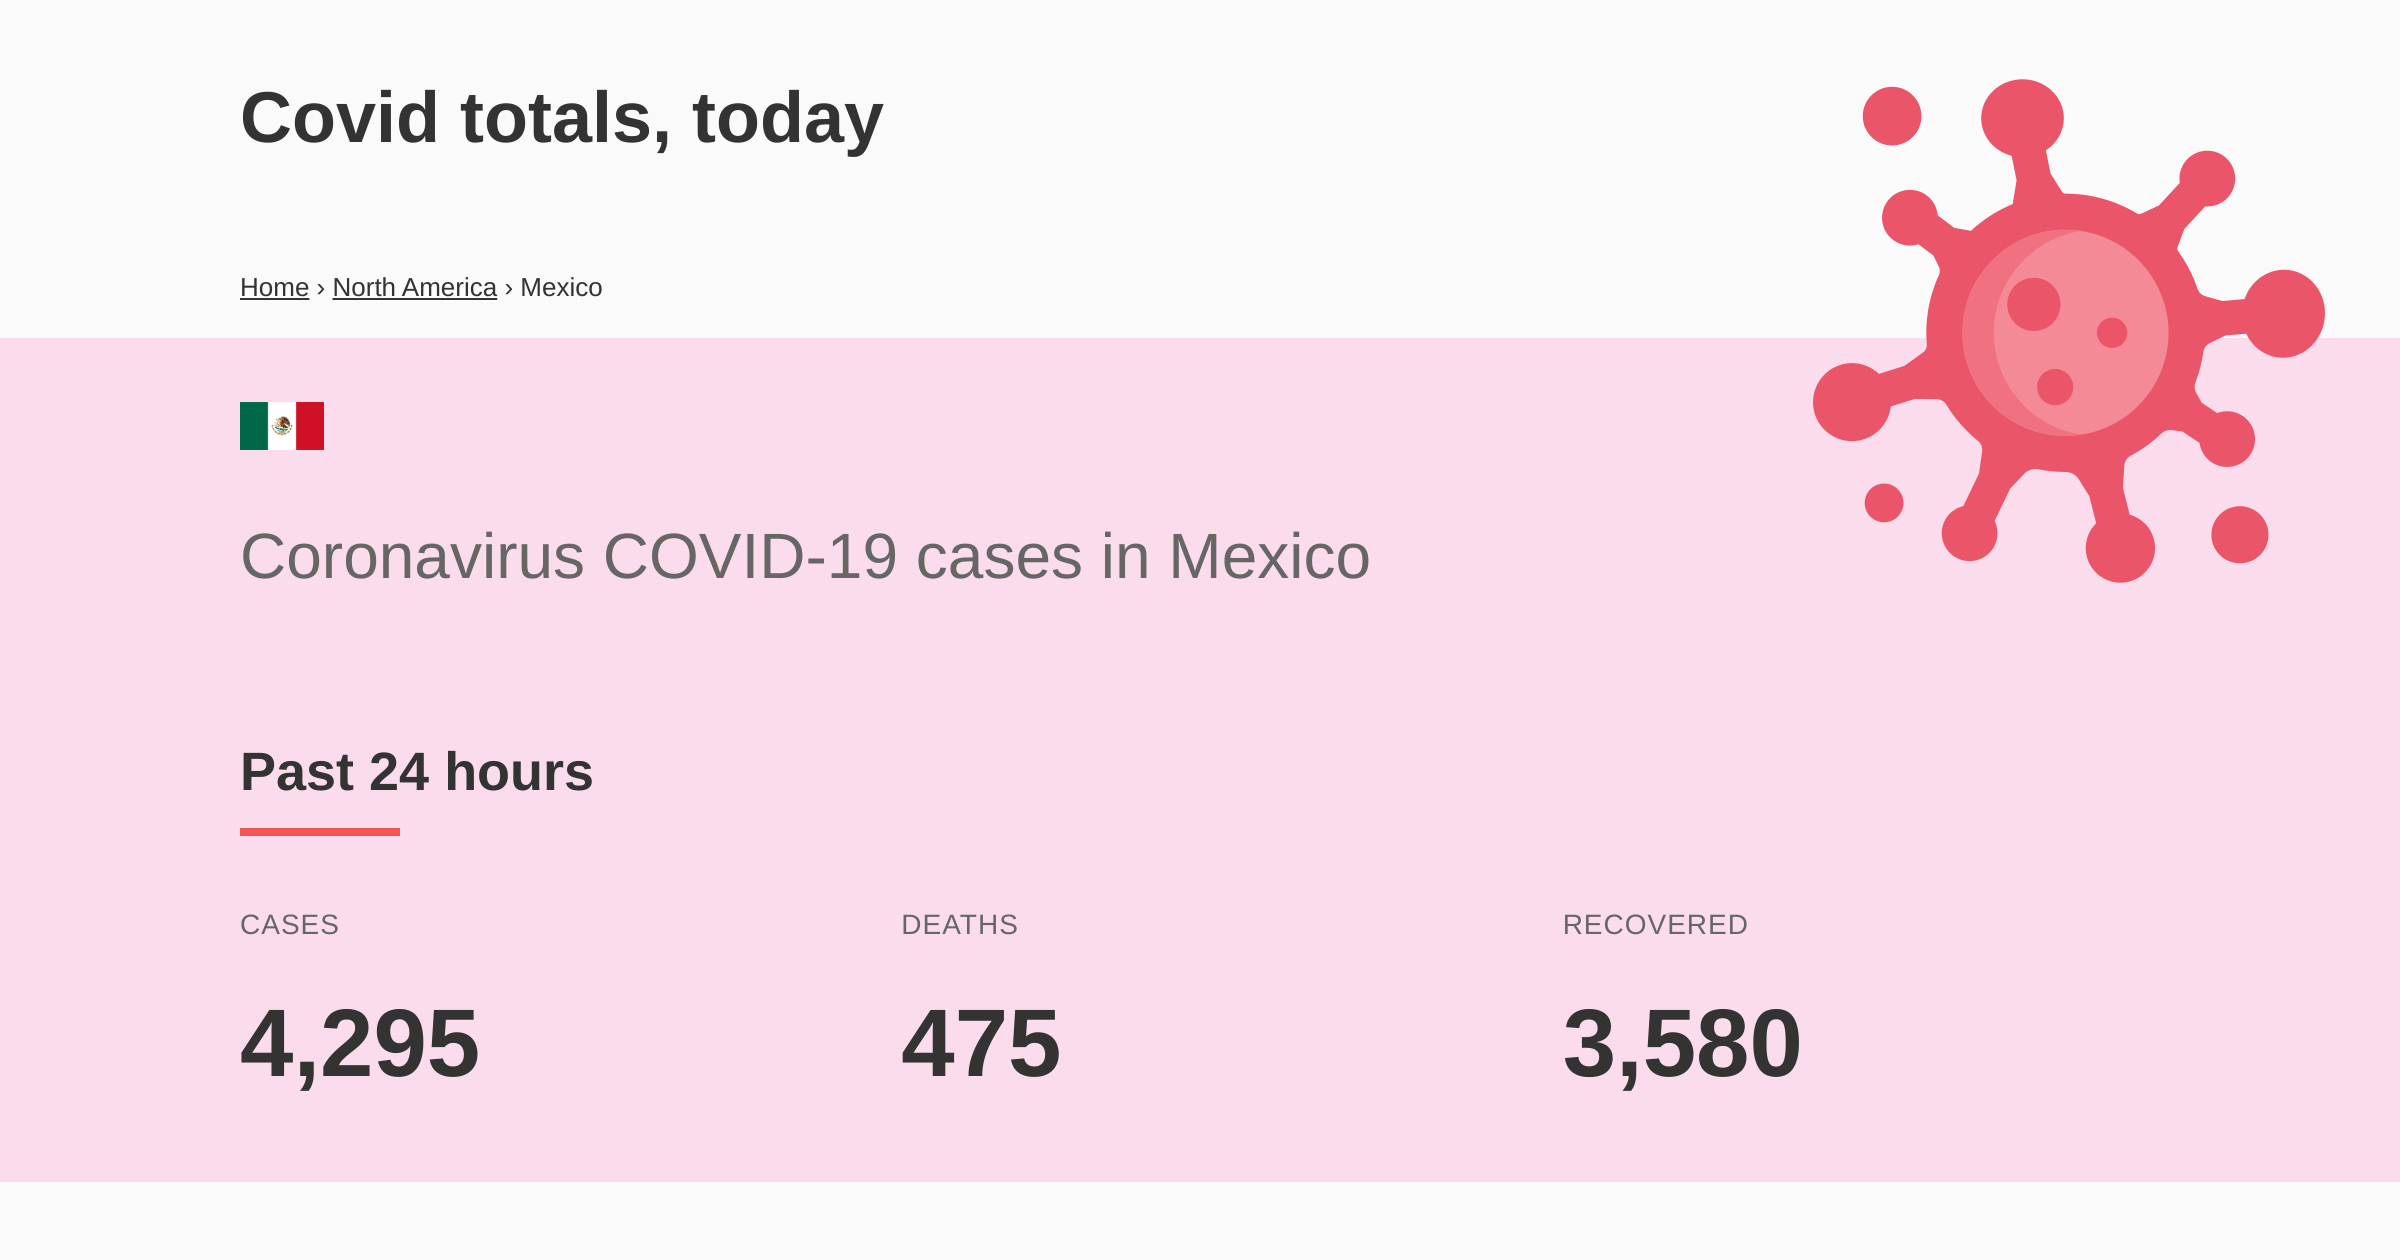 Covid totals, today
Home › North America › Mexico
Coronavirus COVID-19 cases in Mexico
Past 24 hours
CASES DEATHS RECOVERED
4,295 475 3,580